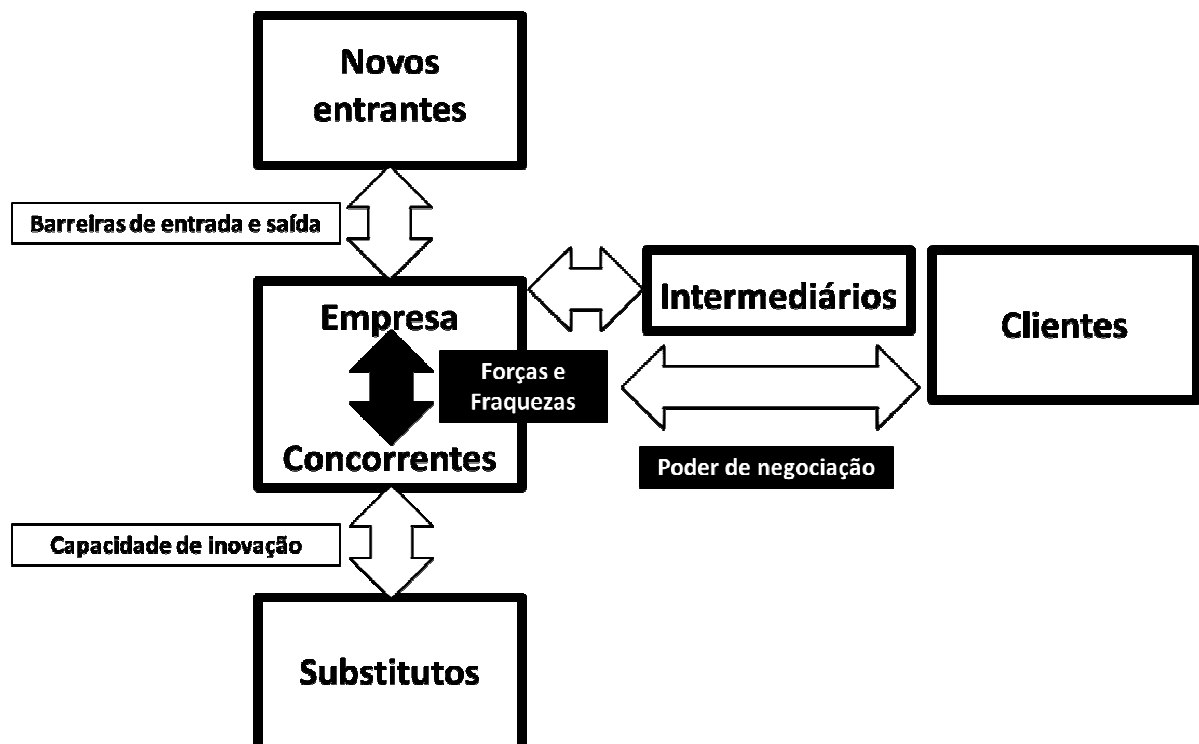 Novos
entrantes
Barreiras de entrada e saída
Empresa
Intermediários
Clientes
Forças e
Fraquezas
Concorrentes
Poder de negociação
Capacidade de inovação
Substitutos